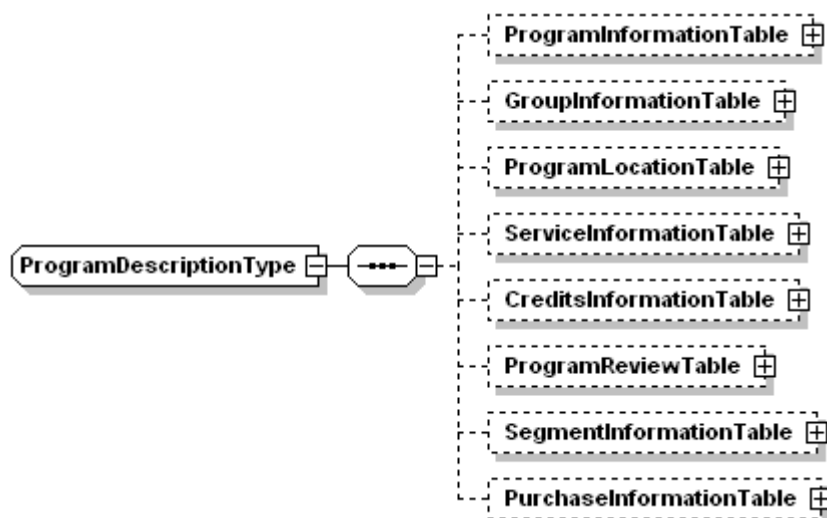 ProgramInformationTable
GroupInformationTable
ProgramLocationTable
ProgramDescriptionType
ServiceInformationTable
CreditsInformationTable
ProgramReviewTable
SegmentInformationTable
PurchaseInformationTable